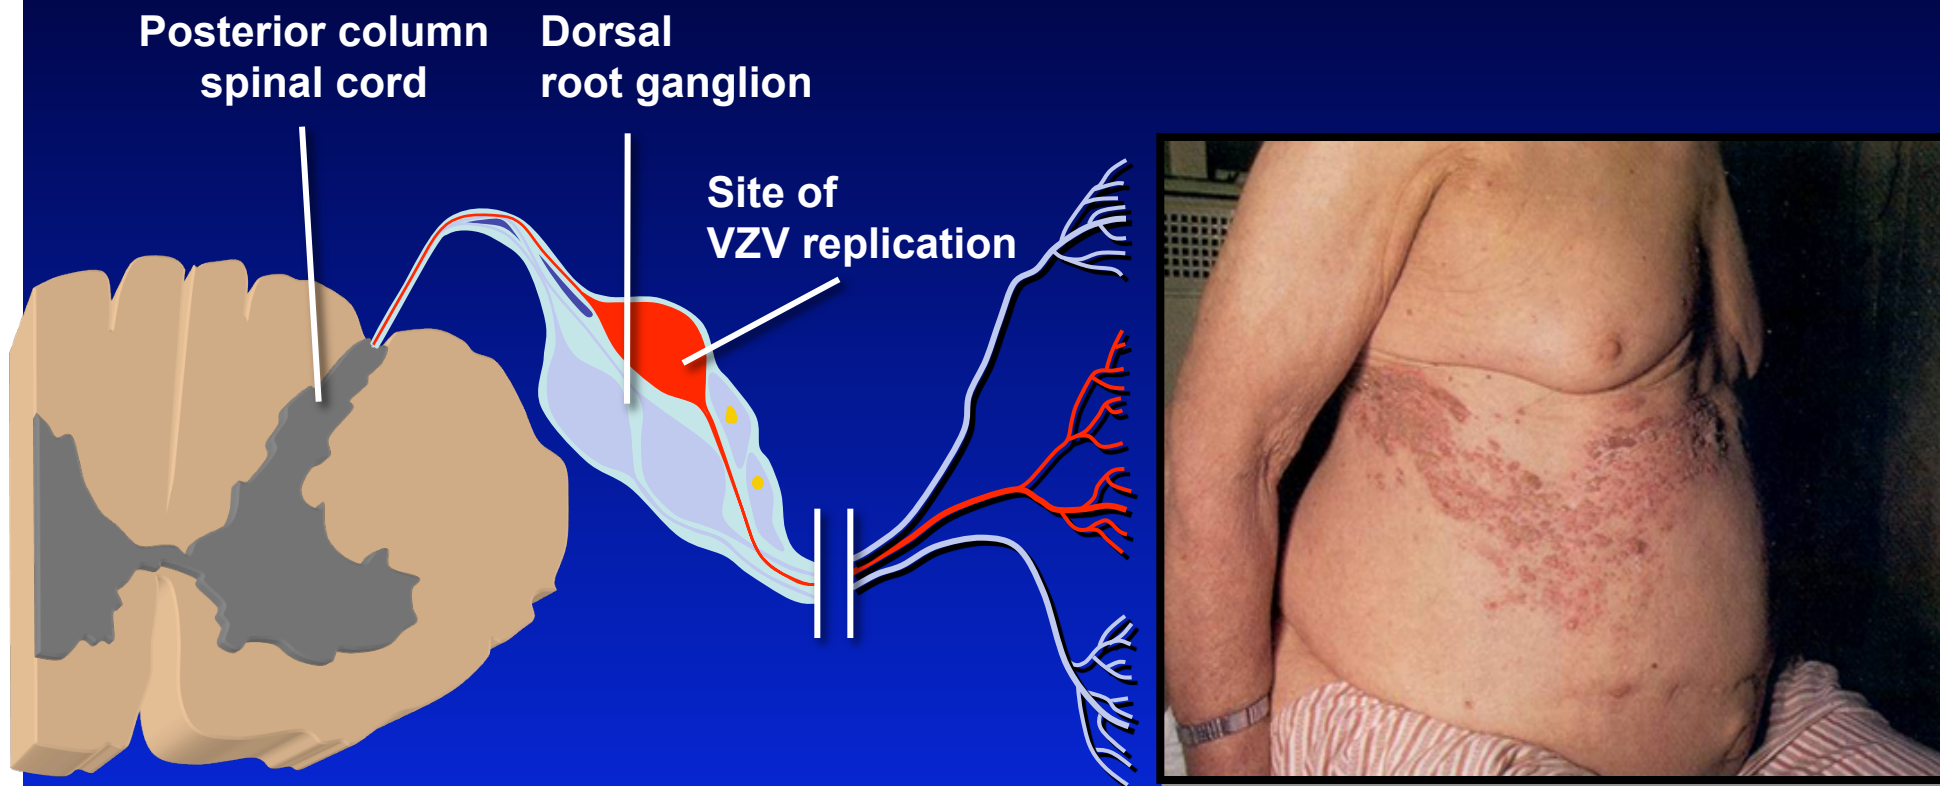 Posterior column
spinal cord
Dorsal
root ganglion
Site of
VZV replication